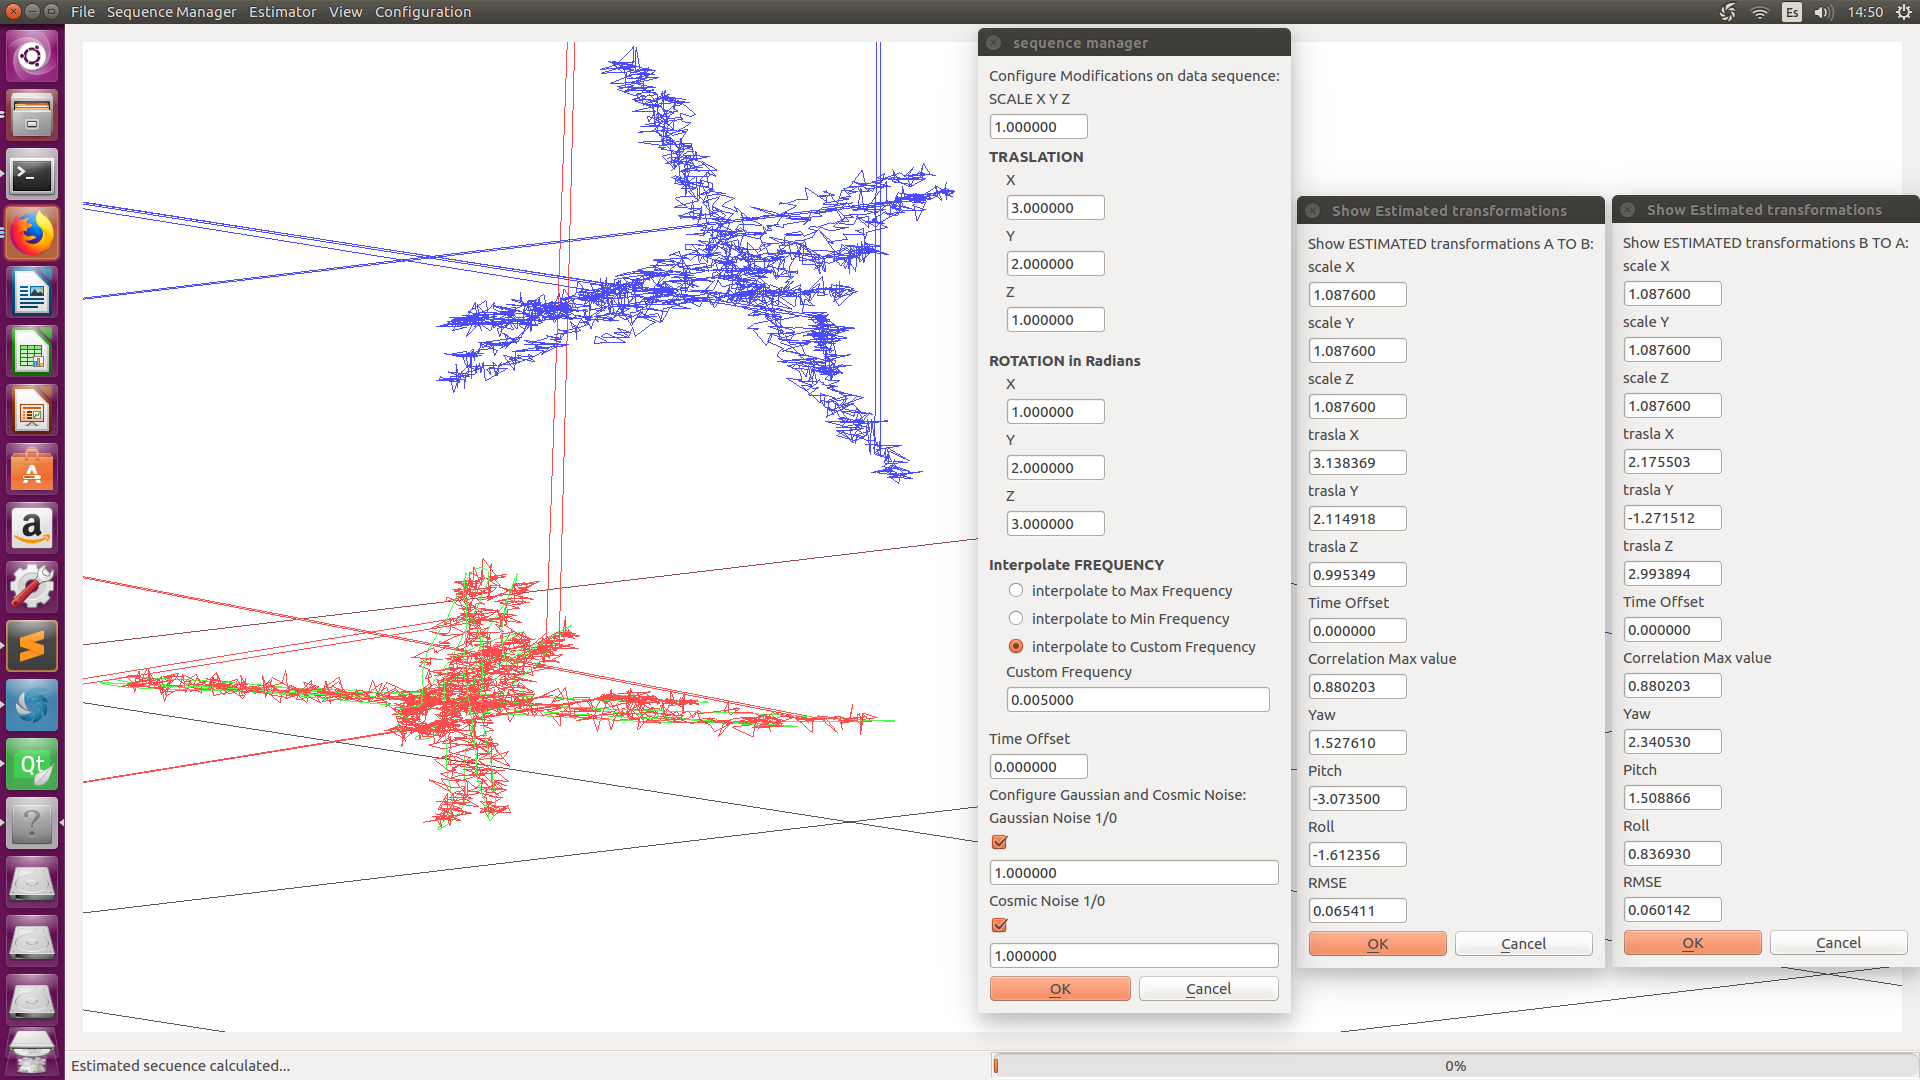 File Sequence Manager Estimator View Configuration
Es 14:50
sequence manager
Configure Modifications on data sequence:
SCALE X Y Z
1.000000
TRASLATION
X
3.000000
Y
2.000000
Z
1.000000
ROTATION in Radians
X
1.000000
Y
2.000000
Z
3.000000
Interpolate FREQUENCY
interpolate to Max Frequency
interpolate to Min Frequency
interpolate to Custom Frequency
Custom Frequency
0.005000
Time Offset
0.000000
Configure Gaussian and Cosmic Noise:
Gaussian Noise 1/0
1.000000
Cosmic Noise 1/0
1.000000
OK Cancel
Show Estimated transformations
Show ESTIMATED transformations A TO B:
scale X
1.087600
scale Y
1.087600
scale Z
1.087600
trasla X
3.138369
trasla Y
2.114918
trasla Z
0.995349
Time Offset
0.000000
Correlation Max value
0.880203
Yaw
1.527610
Pitch
-3.073500
Roll
-1.612356
RMSE
0.065411
OK Cancel
Show Estimated transformations
Show ESTIMATED transformations B TO A:
scale X
1.087600
scale Y
1.087600
scale Z
1.087600
trasla X
2.175503
trasla Y
-1.271512
trasla Z
2.993894
Time Offset
0.000000
Correlation Max value
0.880203
Yaw
2.340530
Pitch
1.508866
Roll
0.836930
RMSE
0.060142
OK Cancel
A
a
Qt
?
Estimated secuence calculated...
0%